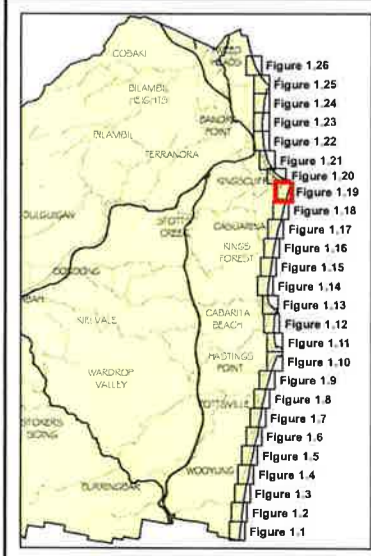 COBAKI
HEADS
Figure 1.26
BILAMBIL
HEIGHTS
Figure 1.25
Figure 1.24
BANORA
POINT
Figure 1.23
BILAMBIL
Figure 1.22
TERRANORA
Figure 1.21
Figure 1.20
KINGSCLIFF
Figure 1.19
Figure 1.18
STOTTS
CREEK
CASUARINA
Figure 1.17
KINGS
FOREST
Figure 1.16
Figure 1.15
Figure 1.14
Figure 1.13
CABARITA
BEACH
Figure 1.12
Figure 1.11
HASTINGS
POINT
Figure 1.10
WARDROP
VALLEY
Figure 1.9
POTTSVILLE
Figure 1.8
Figure 1.7
Figure 1.6
Figure 1.5
WOOYUNG
Figure 1.4
BURRINGBAR
Figure 1.3
Figure 1.2
Figure 1.1